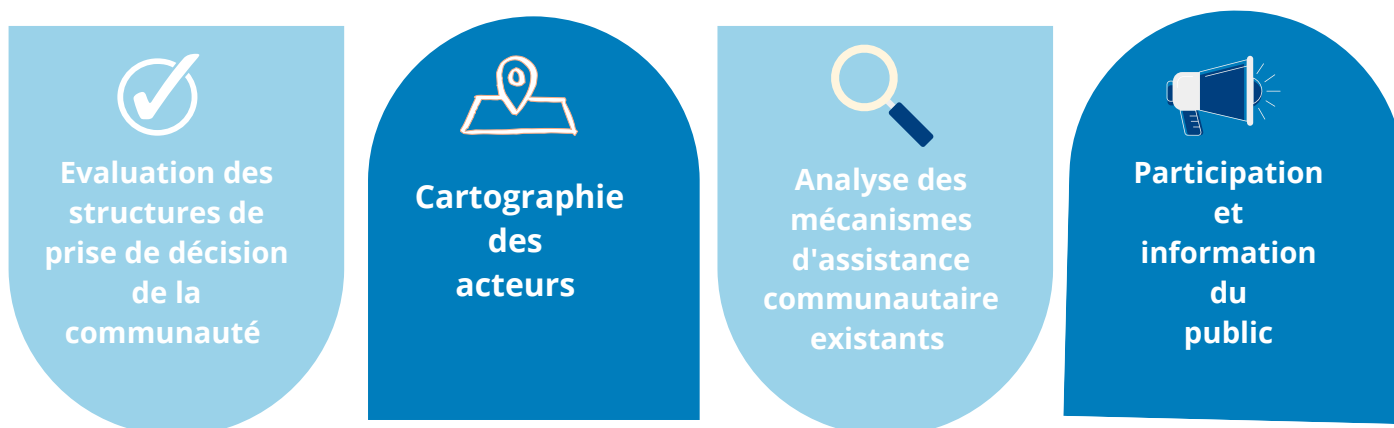 Evaluation des
structures de
prise de décision
de la
communauté
Cartographie
des
acteurs
Analyse des
mécanismes
d'assistance
communautaire
existants
Participation
et
information
du
public